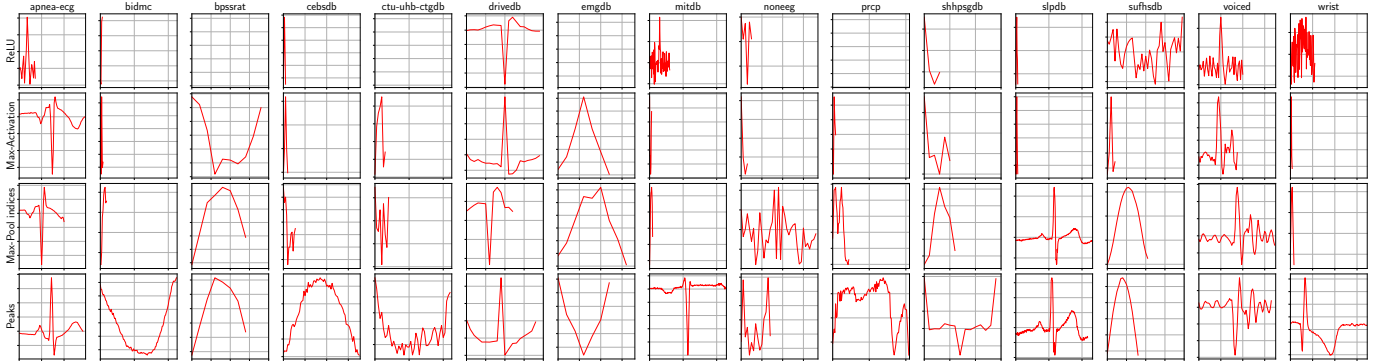 apnea-ecg bidmc bpssrat cebsdb ctu-uhb-ctgdb drivedb emgdb mitdb noneeg prcp shhpsgdb slpdb sufhsdb voiced wrist
ReLU
Max-Activation
Max-Pool indices
Peaks